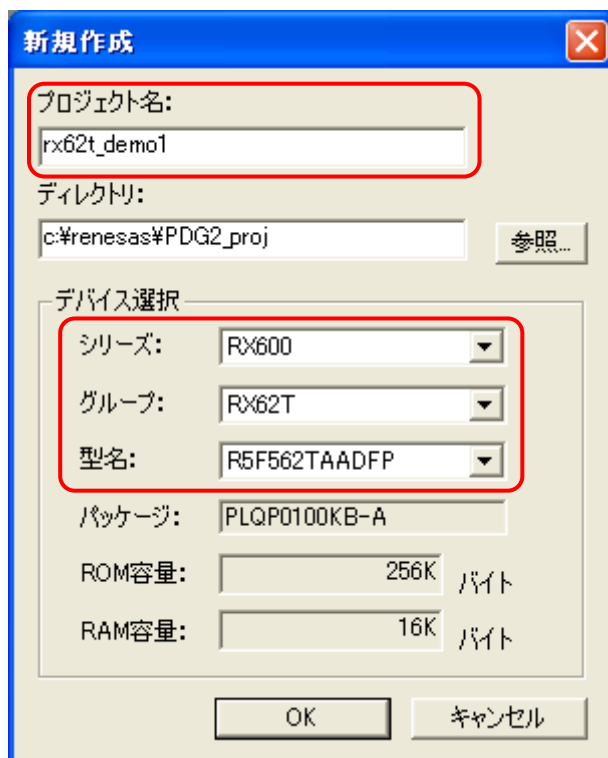 新規作成
プロジェクト名:
rx62t_demo1
ディレクトリ:
c:¥renesas¥PDG2_proj
参照...
デバイス選択
シリーズ: RX600
グループ: RX62T
型名: R5F562TAADFP
パッケージ: PLQP0100KB-A
ROM容量: 256K バイト
RAM容量: 16K バイト
OK キャンセル